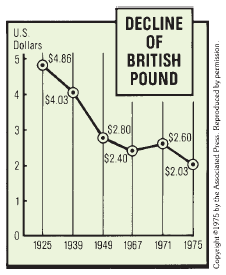 DECLINE
OF
BRITISH
POUND
U.S.
Dollars
5
4
3
2
1
0
$4.86
$4.03
$2.80
$2.40
$2.60
$2.03
1925 1939 1949 1967 1971 1975
Copyright ©1975 by the Associated Press. Reproduced by permission.